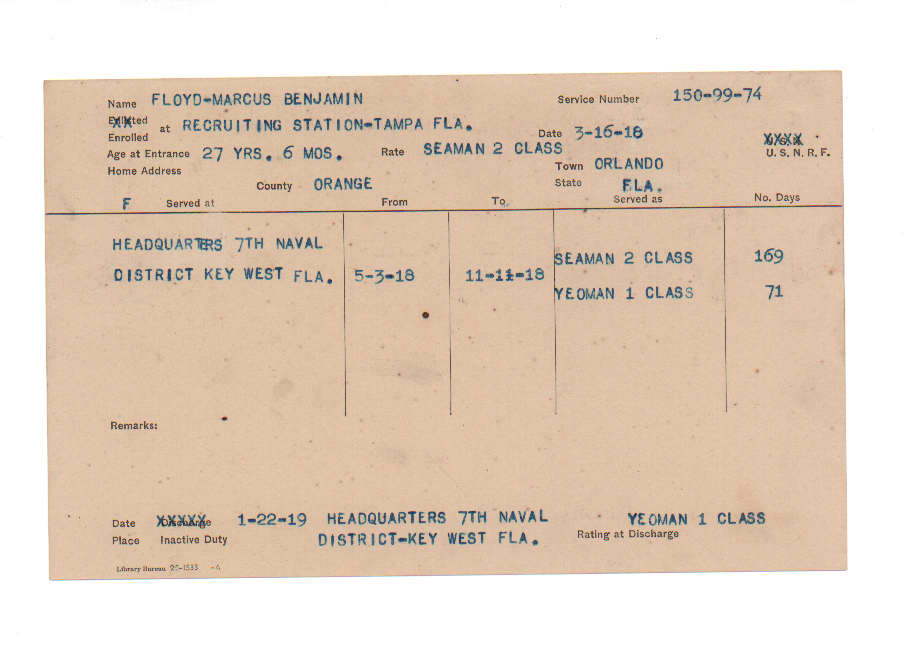 Name FLOYD-MARCUS BENJAMIN Service Number 150-99-74
Enlisted
Enrolled at RECRUITING STATION-TAMPA FLA. Date 3-16-18 XXXX
Age at Entrance 27 YRS. 6 MOS. Rate SEAMAN 2 CLASS U. S. N. R. F.
Home Address Town ORLANDO
County ORANGE State FLA.
F Served at From To Served as No. Days
HEADQUARTERS 7TH NAVAL SEAMAN 2 CLASS 169
DISTRICT KEY WEST FLA. 5-3-18 11-11-18
YEOMAN 1 CLASS 71
Remarks:
Date Discharge 1-22-19 HEADQUARTERS 7TH NAVAL YEOMAN 1 CLASS
Place Inactive Duty DISTRICT-KEY WEST FLA. Rating at Discharge
Library Bureau